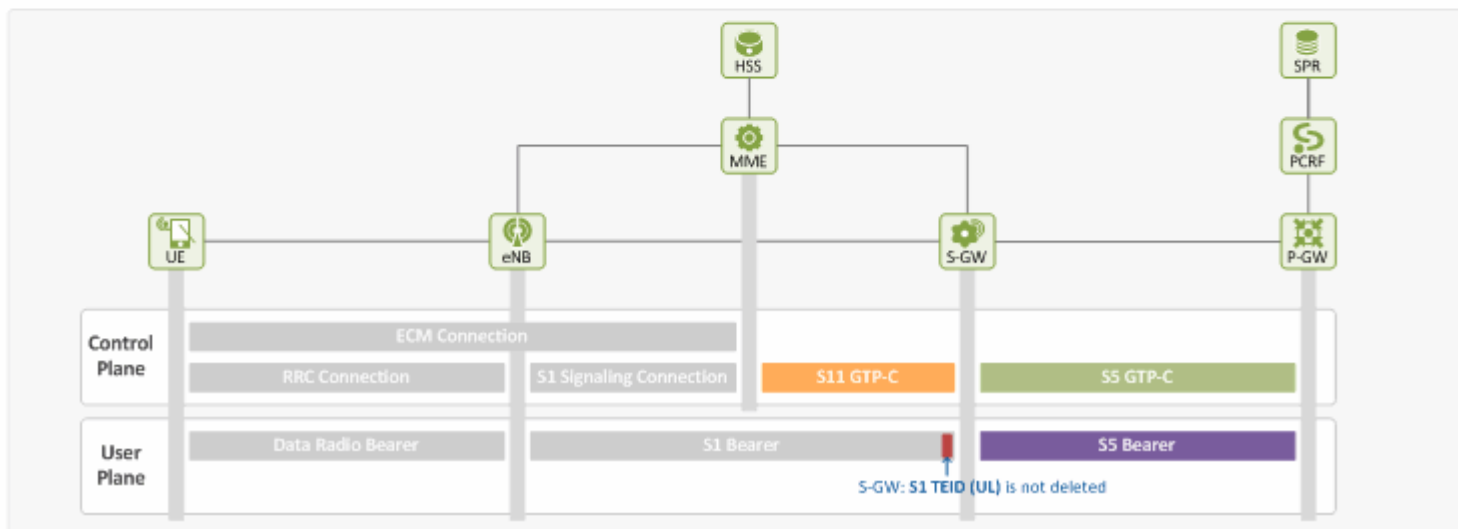 HSS
SPR
MME
PCRF
UE
eNB
S-GW
P-GW
Control
Plane
ECM Connection
RRC Connection
S1 Signaling Connection
S11 GTP-C
S5 GTP-C
User
Plane
Data Radio Bearer
S1 Bearer
S5 Bearer
S-GW: S1 TEID (UL) is not deleted